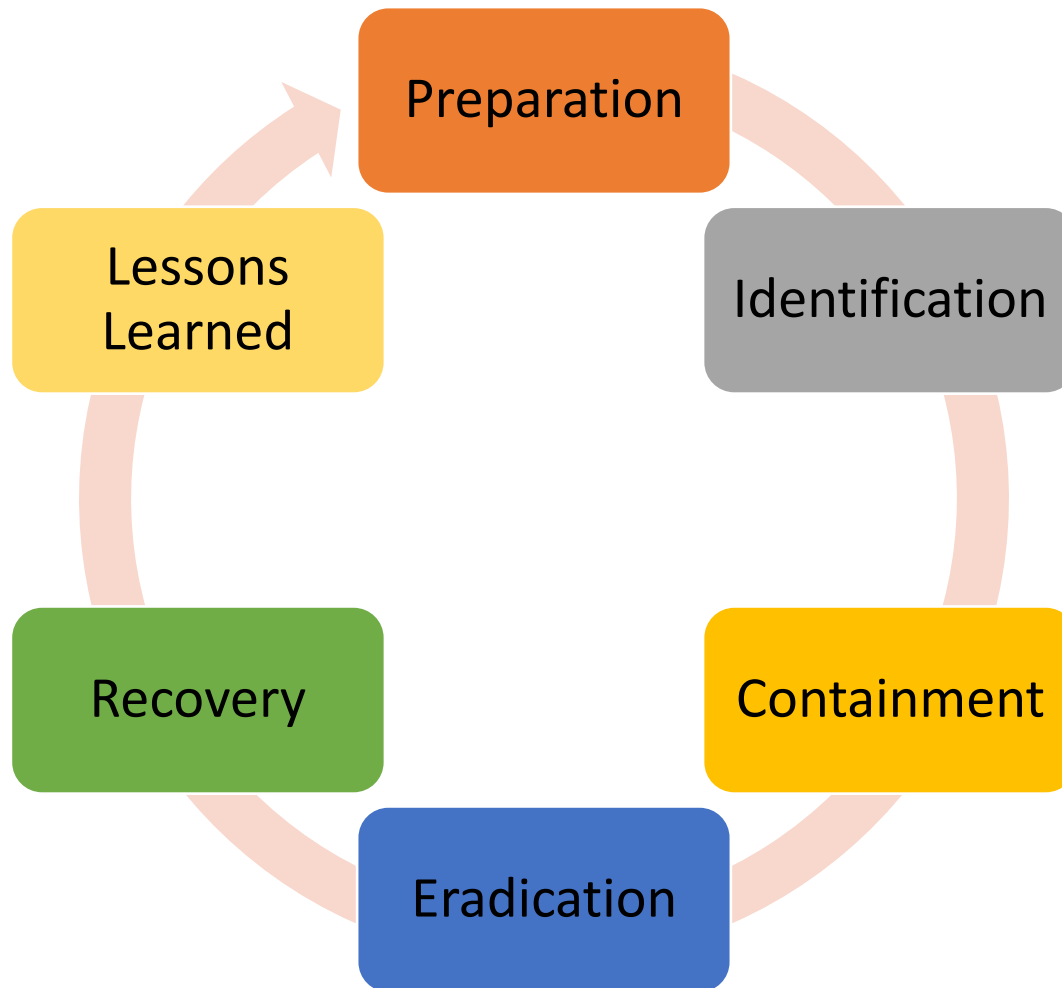 Preparation
Identification
Containment
Eradication
Recovery
Lessons
Learned